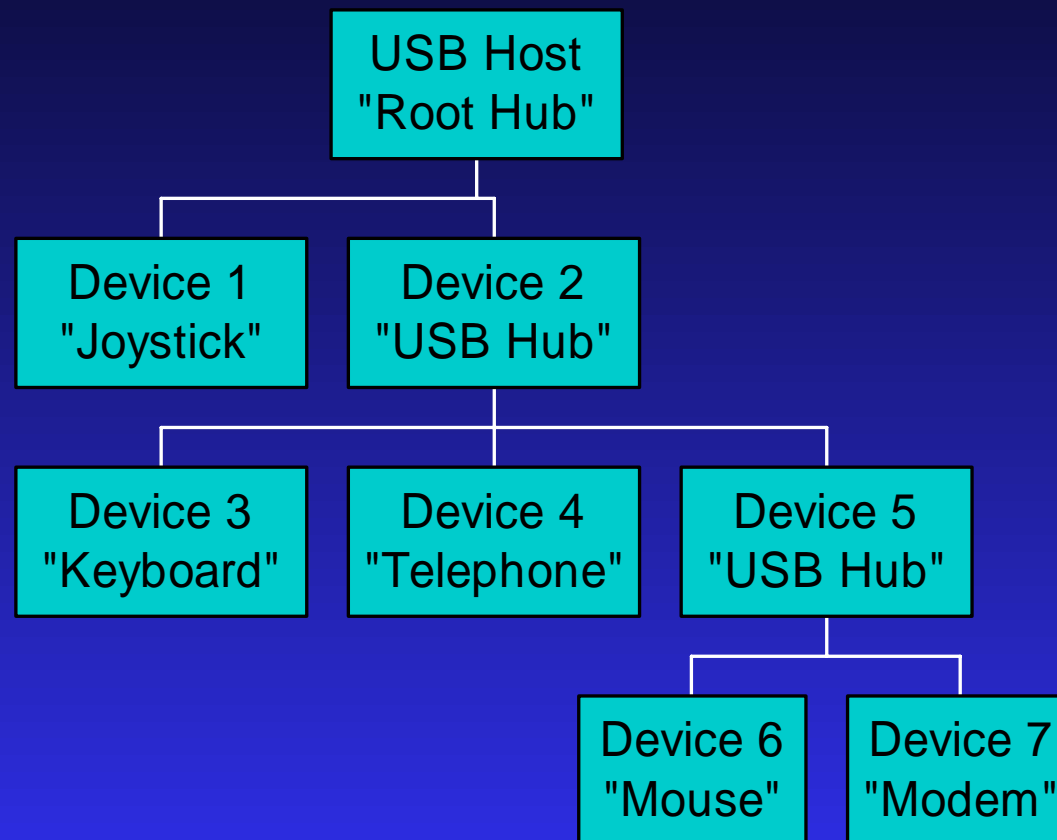 USB Host
"Root Hub"
Device 1
"Joystick"
Device 2
"USB Hub"
Device 3
"Keyboard"
Device 4
"Telephone"
Device 5
"USB Hub"
Device 6
"Mouse"
Device 7
"Modem"